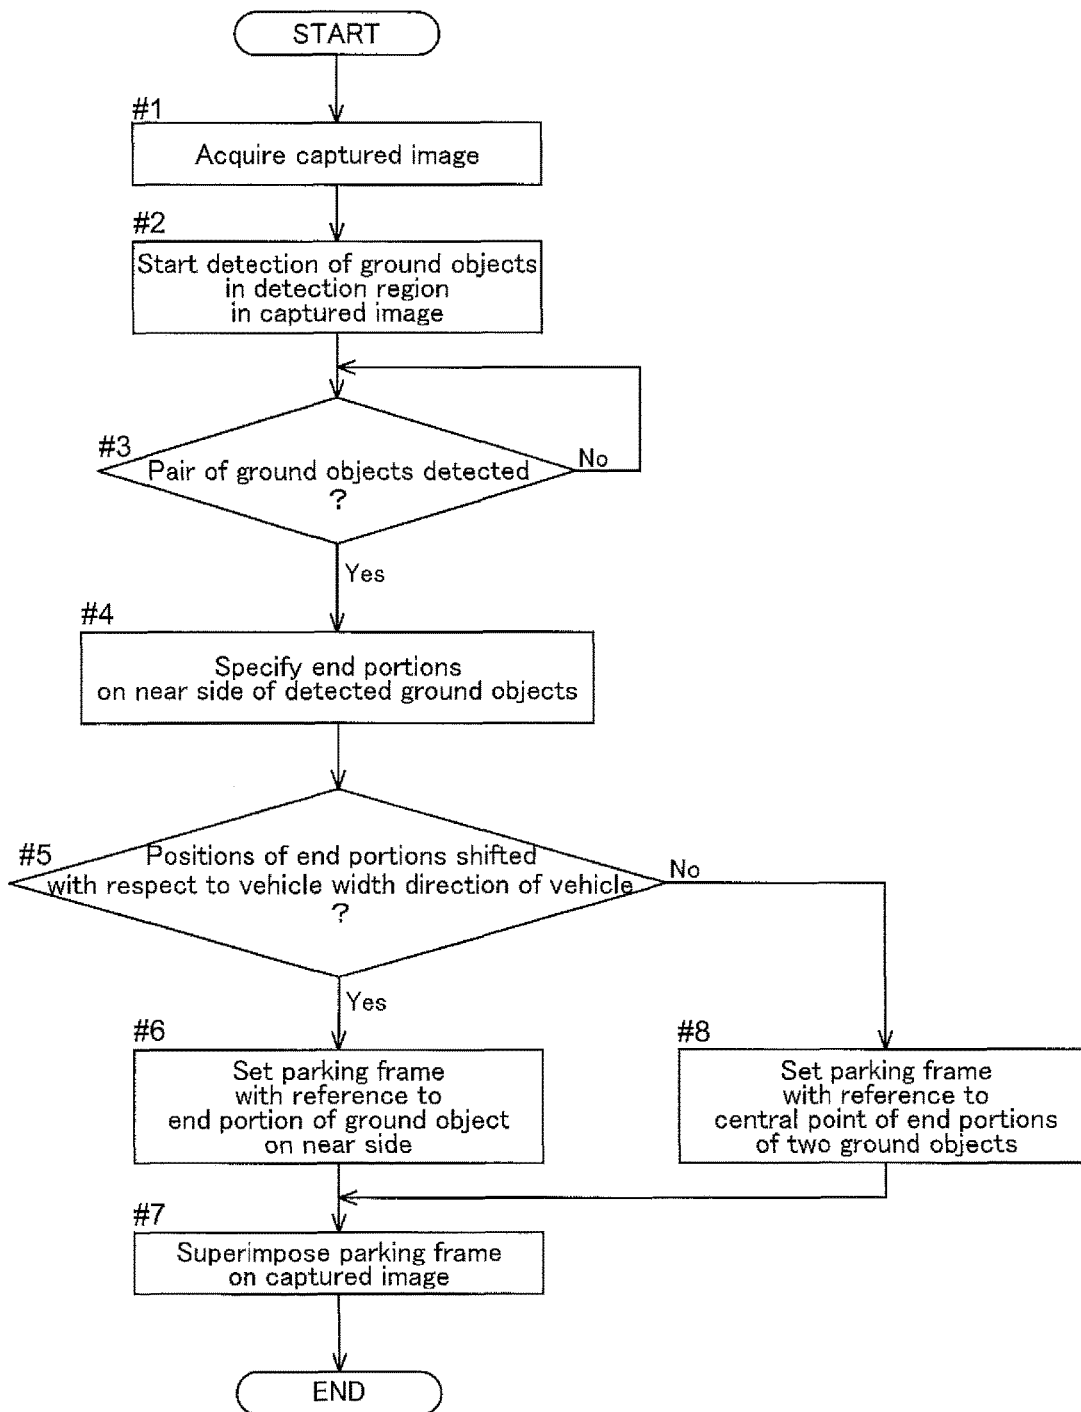 START
#1
Acquire captured image
#2
Start detection of ground objects
in detection region
in captured image
#3
Pair of ground objects detected
?
No
Yes
#4
Specify end portions
on near side of detected ground objects
#5
Positions of end portions shifted
with respect to vehicle width direction of vehicle
?
No
Yes
#6
Set parking frame
with reference to
end portion of ground object
on near side
#8
Set parking frame
with reference to
central point of end portions
of two ground objects
#7
Superimpose parking frame
on captured image
END